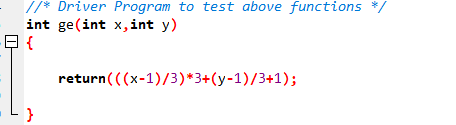 //* Driver Program to test above functions */
int ge(int x,int y)
{
return(((x-1)/3)*3+(y-1)/3+1);
}